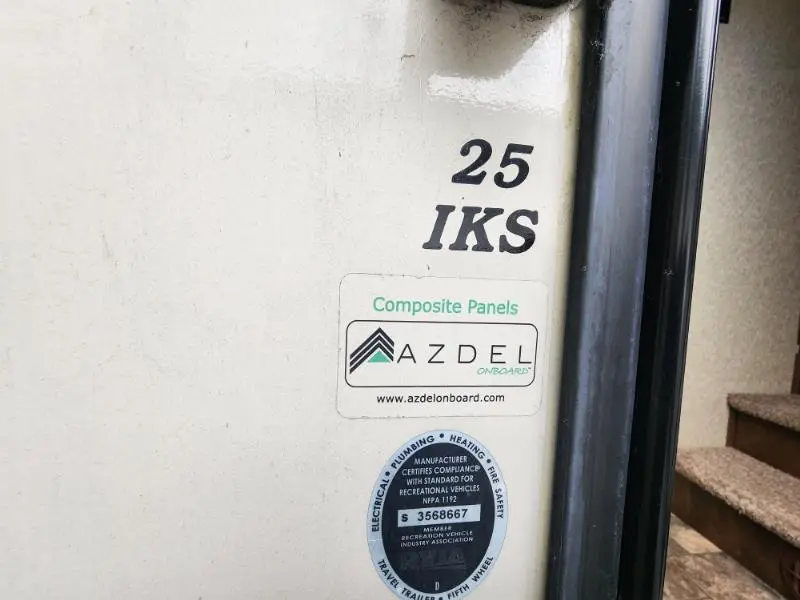 25
IKS
Composite Panels
AZDEL
ONBOARD™
www.azdelonboard.com
ELECTRICAL • PLUMBING • HEATING • FIRE SAFETY
MANUFACTURER
CERTIFIES COMPLIANCE
WITH STANDARD FOR
RECREATIONAL VEHICLES
NFPA 1192
S 3568667
MEMBER
RECREATION VEHICLE
INDUSTRY ASSOCIATION
D
TRAVEL TRAILER • FIFTH WHEEL